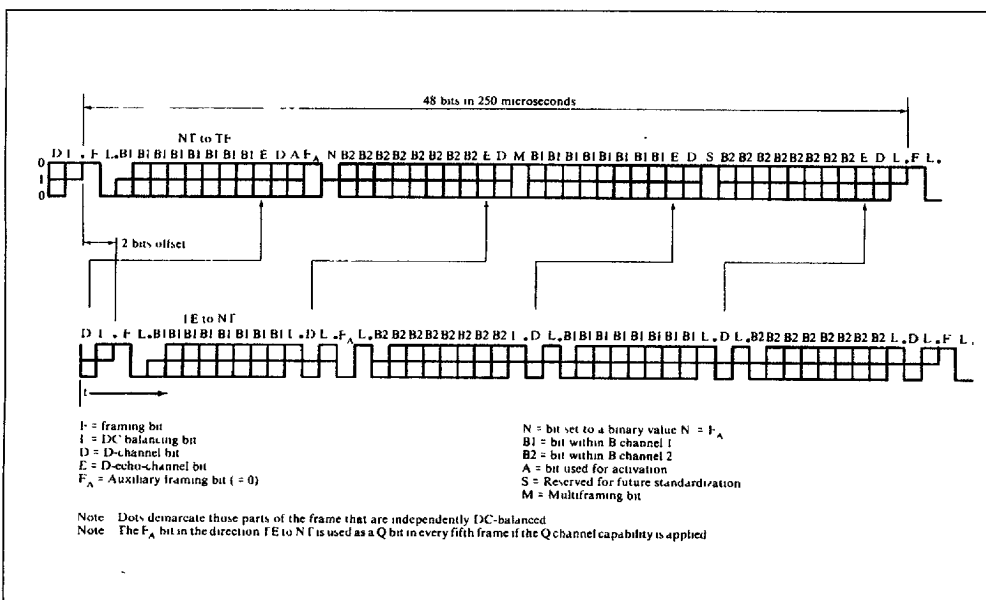 48 bits in 250 microseconds
NT to TE
D L . F L . B1 B1 B1 B1 B1 B1 B1 B1 E D A FA N B2 B2 B2 B2 B2 B2 B2 B2 E D M B1 B1 B1 B1 B1 B1 B1 B1 E D S B2 B2 B2 B2 B2 B2 B2 B2 E D L . F L .
0
1
0
2 bits offset
TE to NT
D L . F L . B1 B1 B1 B1 B1 B1 B1 B1 L . D L . FA L . B2 B2 B2 B2 B2 B2 B2 B2 L . D L . B1 B1 B1 B1 B1 B1 B1 B1 L . D L . B2 B2 B2 B2 B2 B2 B2 B2 L . D L . F L .
t
F = framing bit
L = DC balancing bit
D = D-channel bit
E = D-echo-channel bit
FA = Auxiliary framing bit ( = 0)
N = bit set to a binary value N = FA
B1 = bit within B channel 1
B2 = bit within B channel 2
A = bit used for activation
S = Reserved for future standardization
M = Multiframing bit
Note Dots demarcate those parts of the frame that are independently DC-balanced
Note The FA bit in the direction TE to NT is used as a Q bit in every fifth frame if the Q channel capability is applied